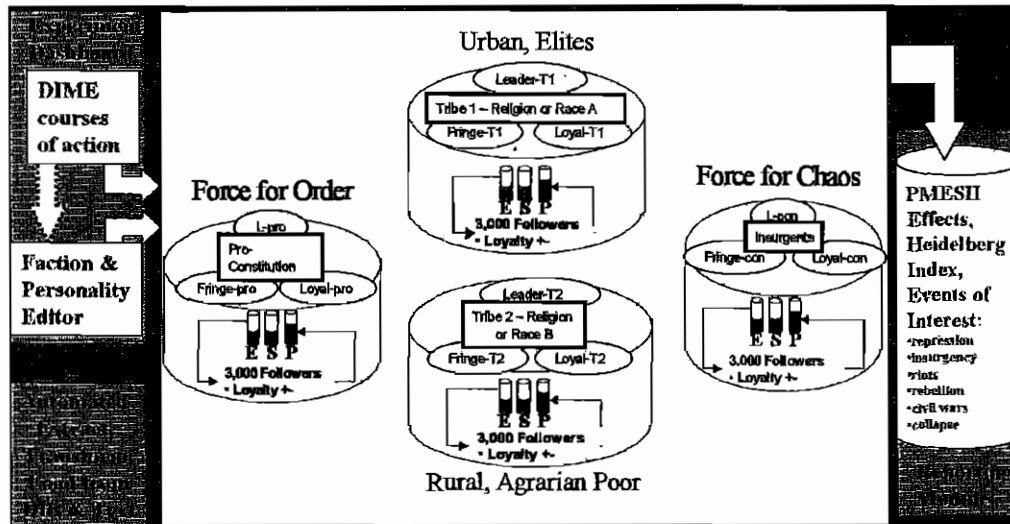 DIME
courses
of action
Faction &
Personality
Editor
Force for Order
L-pro
Pro-
Constitution
Fringe-pro
Loyal-pro
E S P
3,000 Followers
• Loyalty +-
Urban, Elites
Leader-T1
Tribe 1 – Religion or Race A
Fringe-T1
Loyal-T1
E S P
3,000 Followers
• Loyalty +-
Leader-T2
Tribe 2 – Religion
or Race B
Fringe-T2
Loyal-T2
E S P
3,000 Followers
• Loyalty +-
Rural, Agrarian Poor
Force for Chaos
L-con
Insurgents
Fringe-con
Loyal-con
E S P
3,000 Followers
• Loyalty +-
PMESII
Effects,
Heidelberg
Index,
Events of
Interest:
•repression
•insurgency
•riots
•rebellion
•civil wars
•collapse